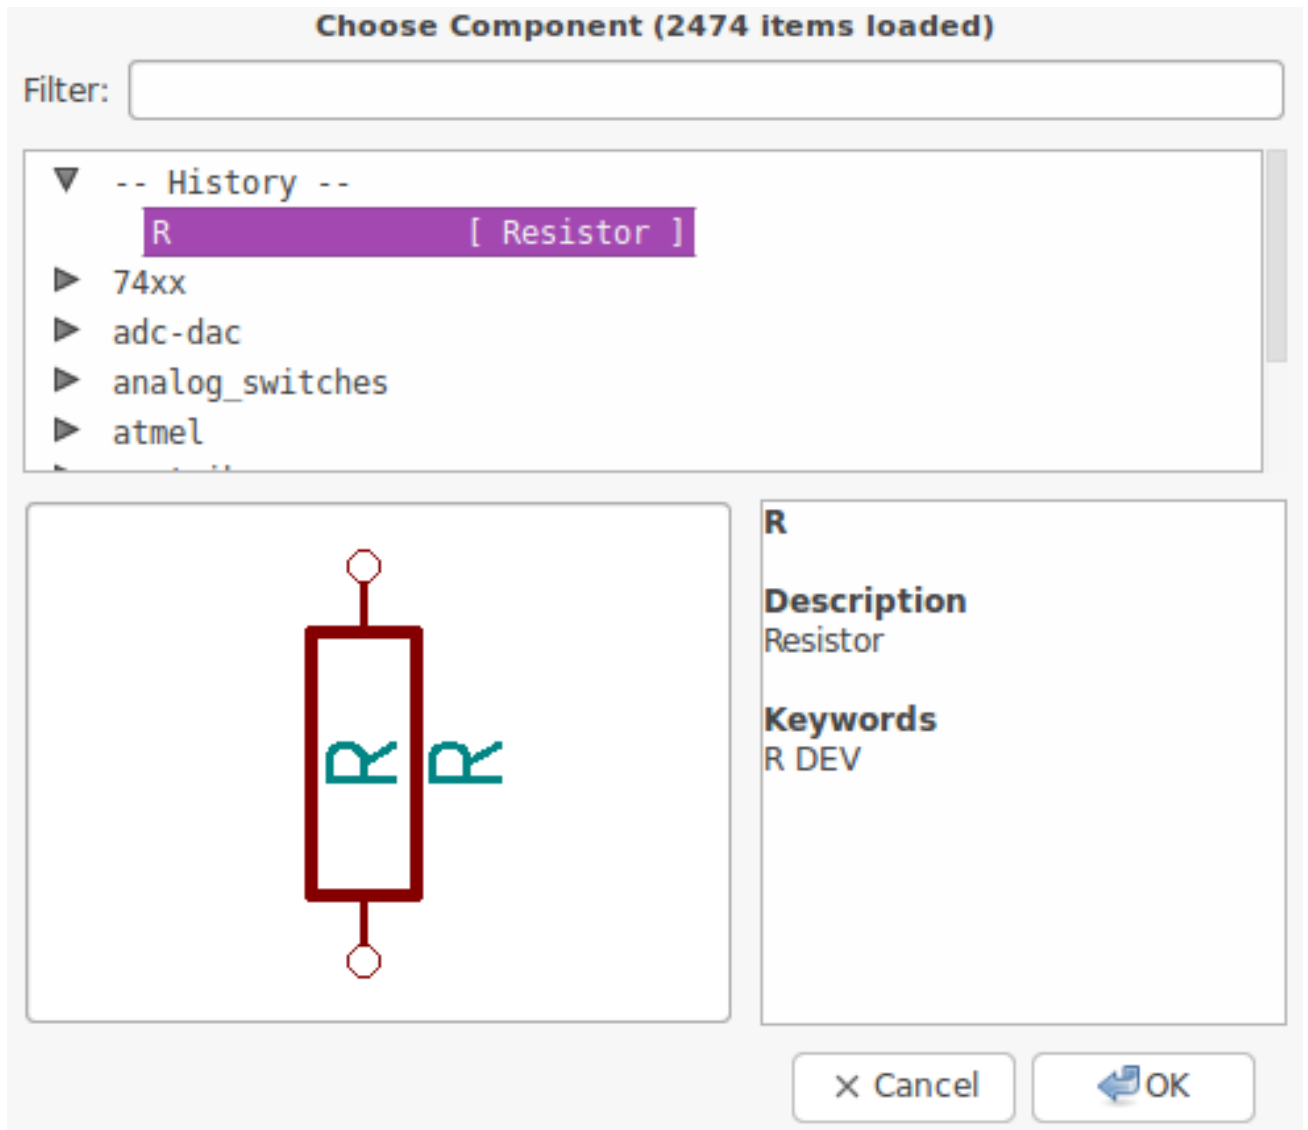 Choose Component (2474 items loaded)
Filter:
-- History --
R [ Resistor ]
74xx
adc-dac
analog_switches
atmel
R
R
R
Description
Resistor
Keywords
R DEV
Cancel
OK